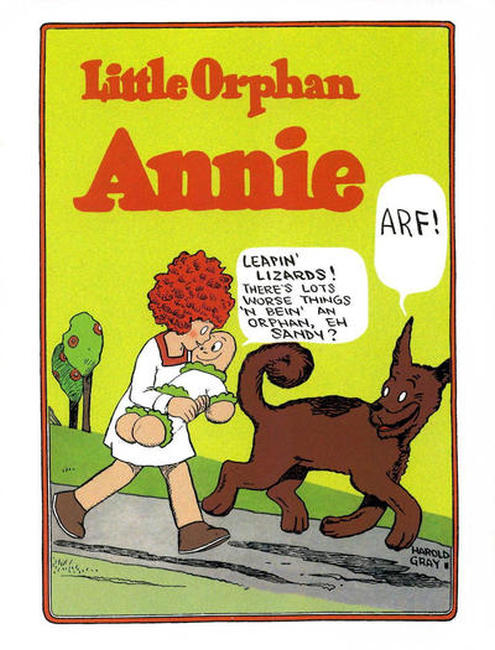 Little Orphan
Annie
ARF!
LEAPIN'
LIZARDS!
THERE'S LOTS
WORSE THINGS
'N BEIN' AN
ORPHAN, EH
SANDY?
HAROLD
GRAY